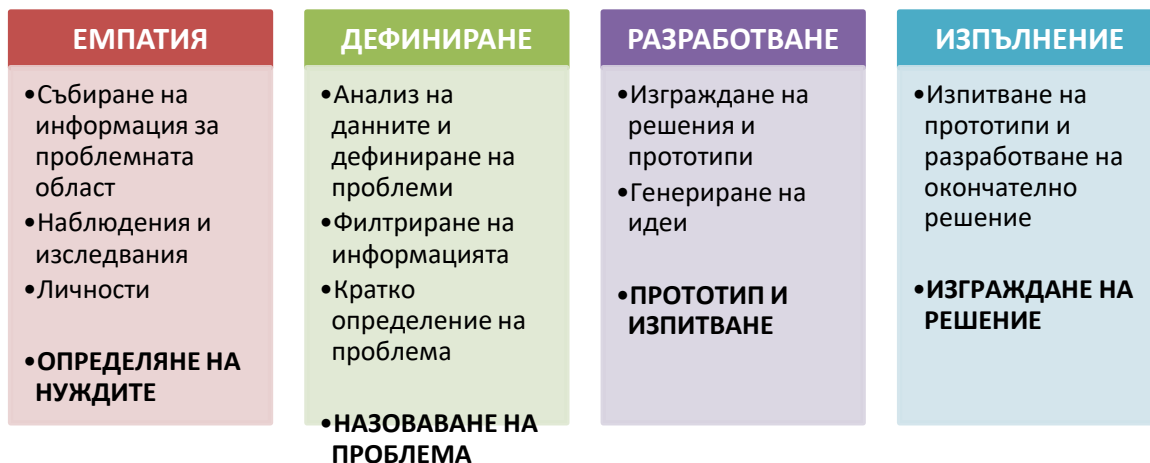 ЕМПАТИЯ
•Събиране на
информация за
проблемната
област
•Наблюдения и
изследвания
•Личности
•ОПРЕДЕЛЯНЕ НА
НУЖДИТЕ
ДЕФИНИРАНЕ
•Анализ на
данните и
дефиниране на
проблеми
•Филтриране на
информацията
•Кратко
определение на
проблема
•НАЗОВАВАНЕ НА
ПРОБЛЕМА
РАЗРАБОТВАНЕ
•Изграждане на
решения и
прототипи
•Генериране на
идеи
•ПРОТОТИП И
ИЗПИТВАНЕ
ИЗПЪЛНЕНИЕ
•Изпитване на
прототипи и
разработване на
окончателно
решение
•ИЗГРАЖДАНЕ НА
РЕШЕНИЕ